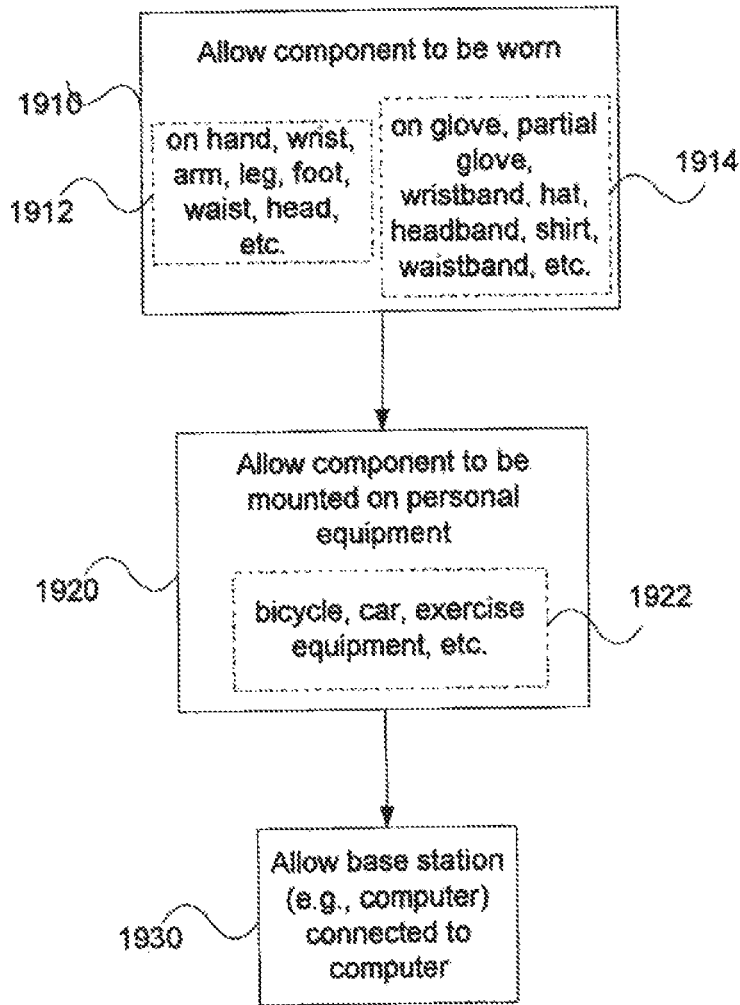 Allow component to be worn
1910
on hand, wrist,
arm, leg, foot,
waist, head,
etc.
1912
on glove, partial
glove,
wristband, hat,
headband, shirt,
waistband, etc.
1914
Allow component to be
mounted on personal
equipment
1920
bicycle, car, exercise
equipment, etc.
1922
Allow base station
(e.g., computer)
connected to
computer
1930